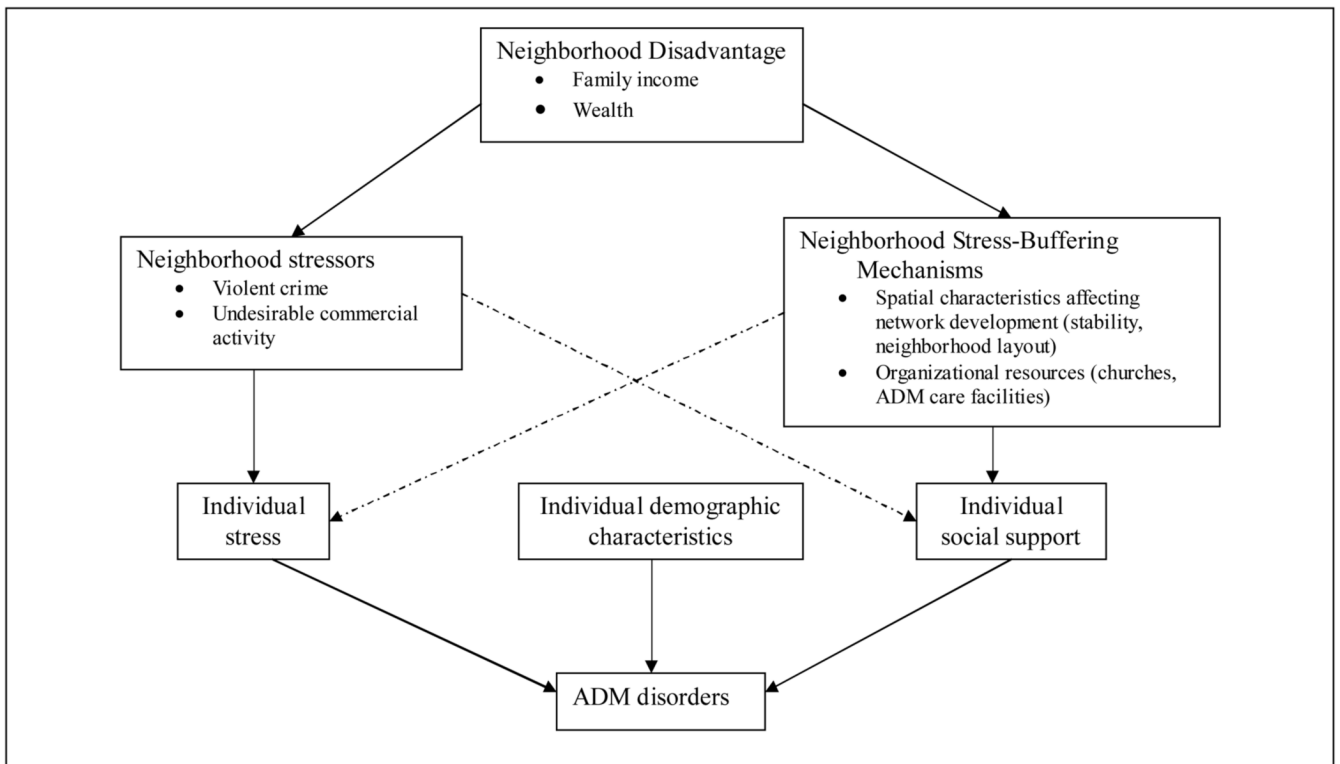 Neighborhood Disadvantage
• Family income
• Wealth
Neighborhood stressors
• Violent crime
• Undesirable commercial
activity
Neighborhood Stress-Buffering
Mechanisms
• Spatial characteristics affecting
network development (stability,
neighborhood layout)
• Organizational resources (churches,
ADM care facilities)
Individual
stress
Individual demographic
characteristics
Individual
social support
ADM disorders